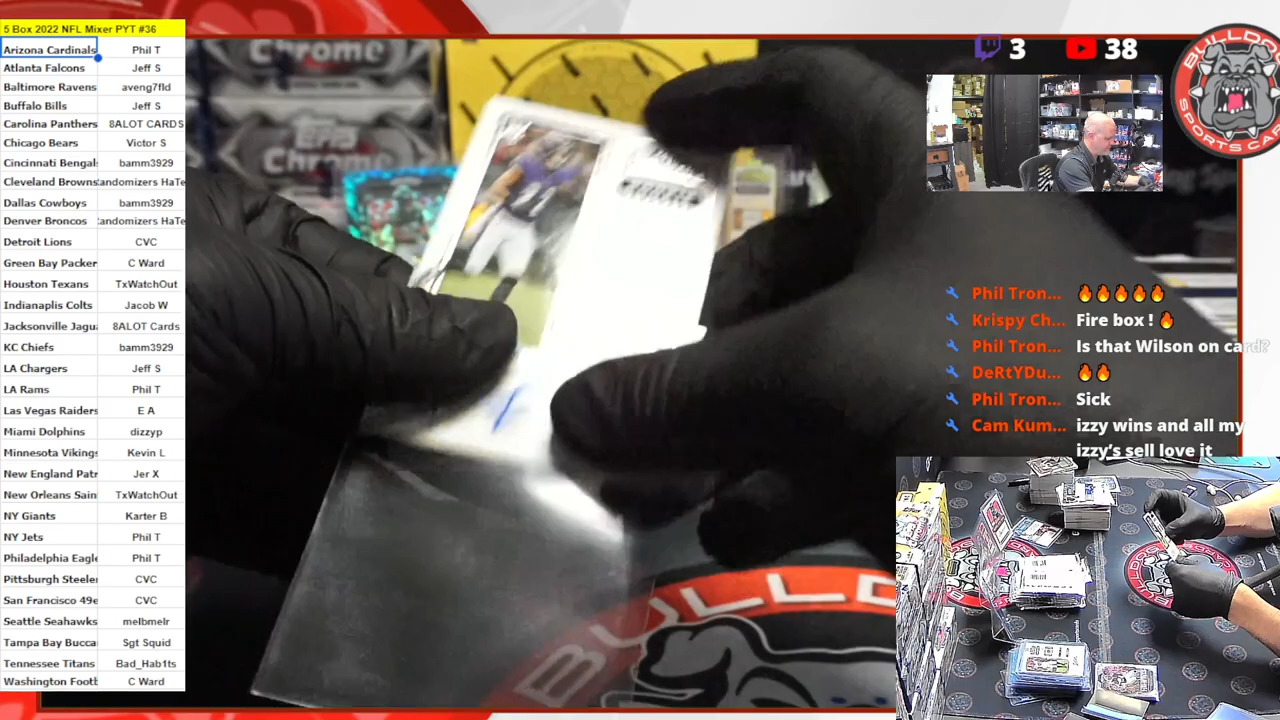 5 Box 2022 NFL Mixer PYT #36
Arizona Cardinals Phil T
Atlanta Falcons Jeff S
Baltimore Ravens aveng7fld
Buffalo Bills Jeff S
Carolina Panthers 8ALOT CARDS
Chicago Bears Victor S
Cincinnati Bengal: bamm3929
Cleveland Browns andomizers HaTe
Dallas Cowboys bamm3929
Denver Broncos andomizers HaTe
Detroit Lions CVC
Green Bay Packer C Ward
Houston Texans TxWatchOut
Indianaplis Colts Jacob W
Jacksonville Jagua 8ALOT Cards
KC Chiefs bamm3929
LA Chargers Jeff S
LA Rams Phil T
Las Vegas Raiders E A
Miami Dolphins dizzyp
Minnesota Vikings Kevin L
New England Patr Jer X
New Orleans Sain TxWatchOut
NY Giants Karter B
NY Jets Phil T
Philadelphia Eagle Phil T
Pittsburgh Steeler CVC
San Francisco 49e CVC
Seattle Seahawks melbmelr
Tampa Bay Bucca Sgt Squid
Tennessee Titans Bad_Hab1ts
Washington Footb C Ward
Chrome
Chrome
3 38
BULLDOG
SPORTS CA
Phil Tron... 🔥🔥🔥🔥🔥
Krispy Ch... Fire box ! 🔥
Phil Tron... Is that Wilson on card?
DeRtYDu... 🔥🔥
Phil Tron... Sick
Cam Kum... izzy wins and all my
izzy's sell love it
BULLDO